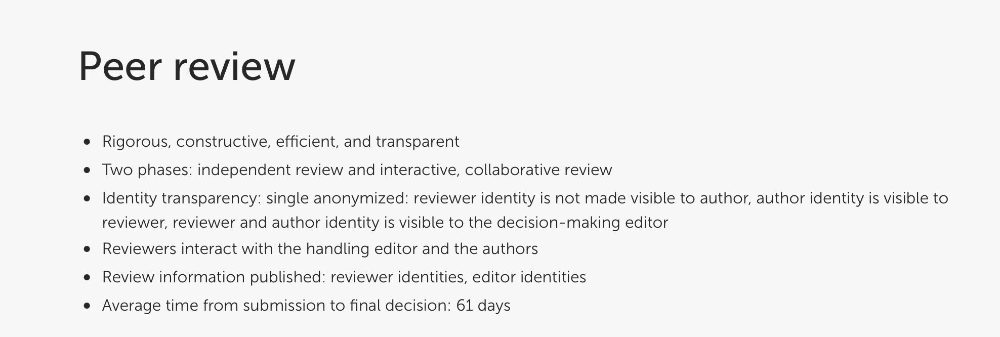 Peer review
• Rigorous, constructive, efficient, and transparent
• Two phases: independent review and interactive, collaborative review
• Identity transparency: single anonymized: reviewer identity is not made visible to author, author identity is visible to
reviewer, reviewer and author identity is visible to the decision-making editor
• Reviewers interact with the handling editor and the authors
• Review information published: reviewer identities, editor identities
• Average time from submission to final decision: 61 days